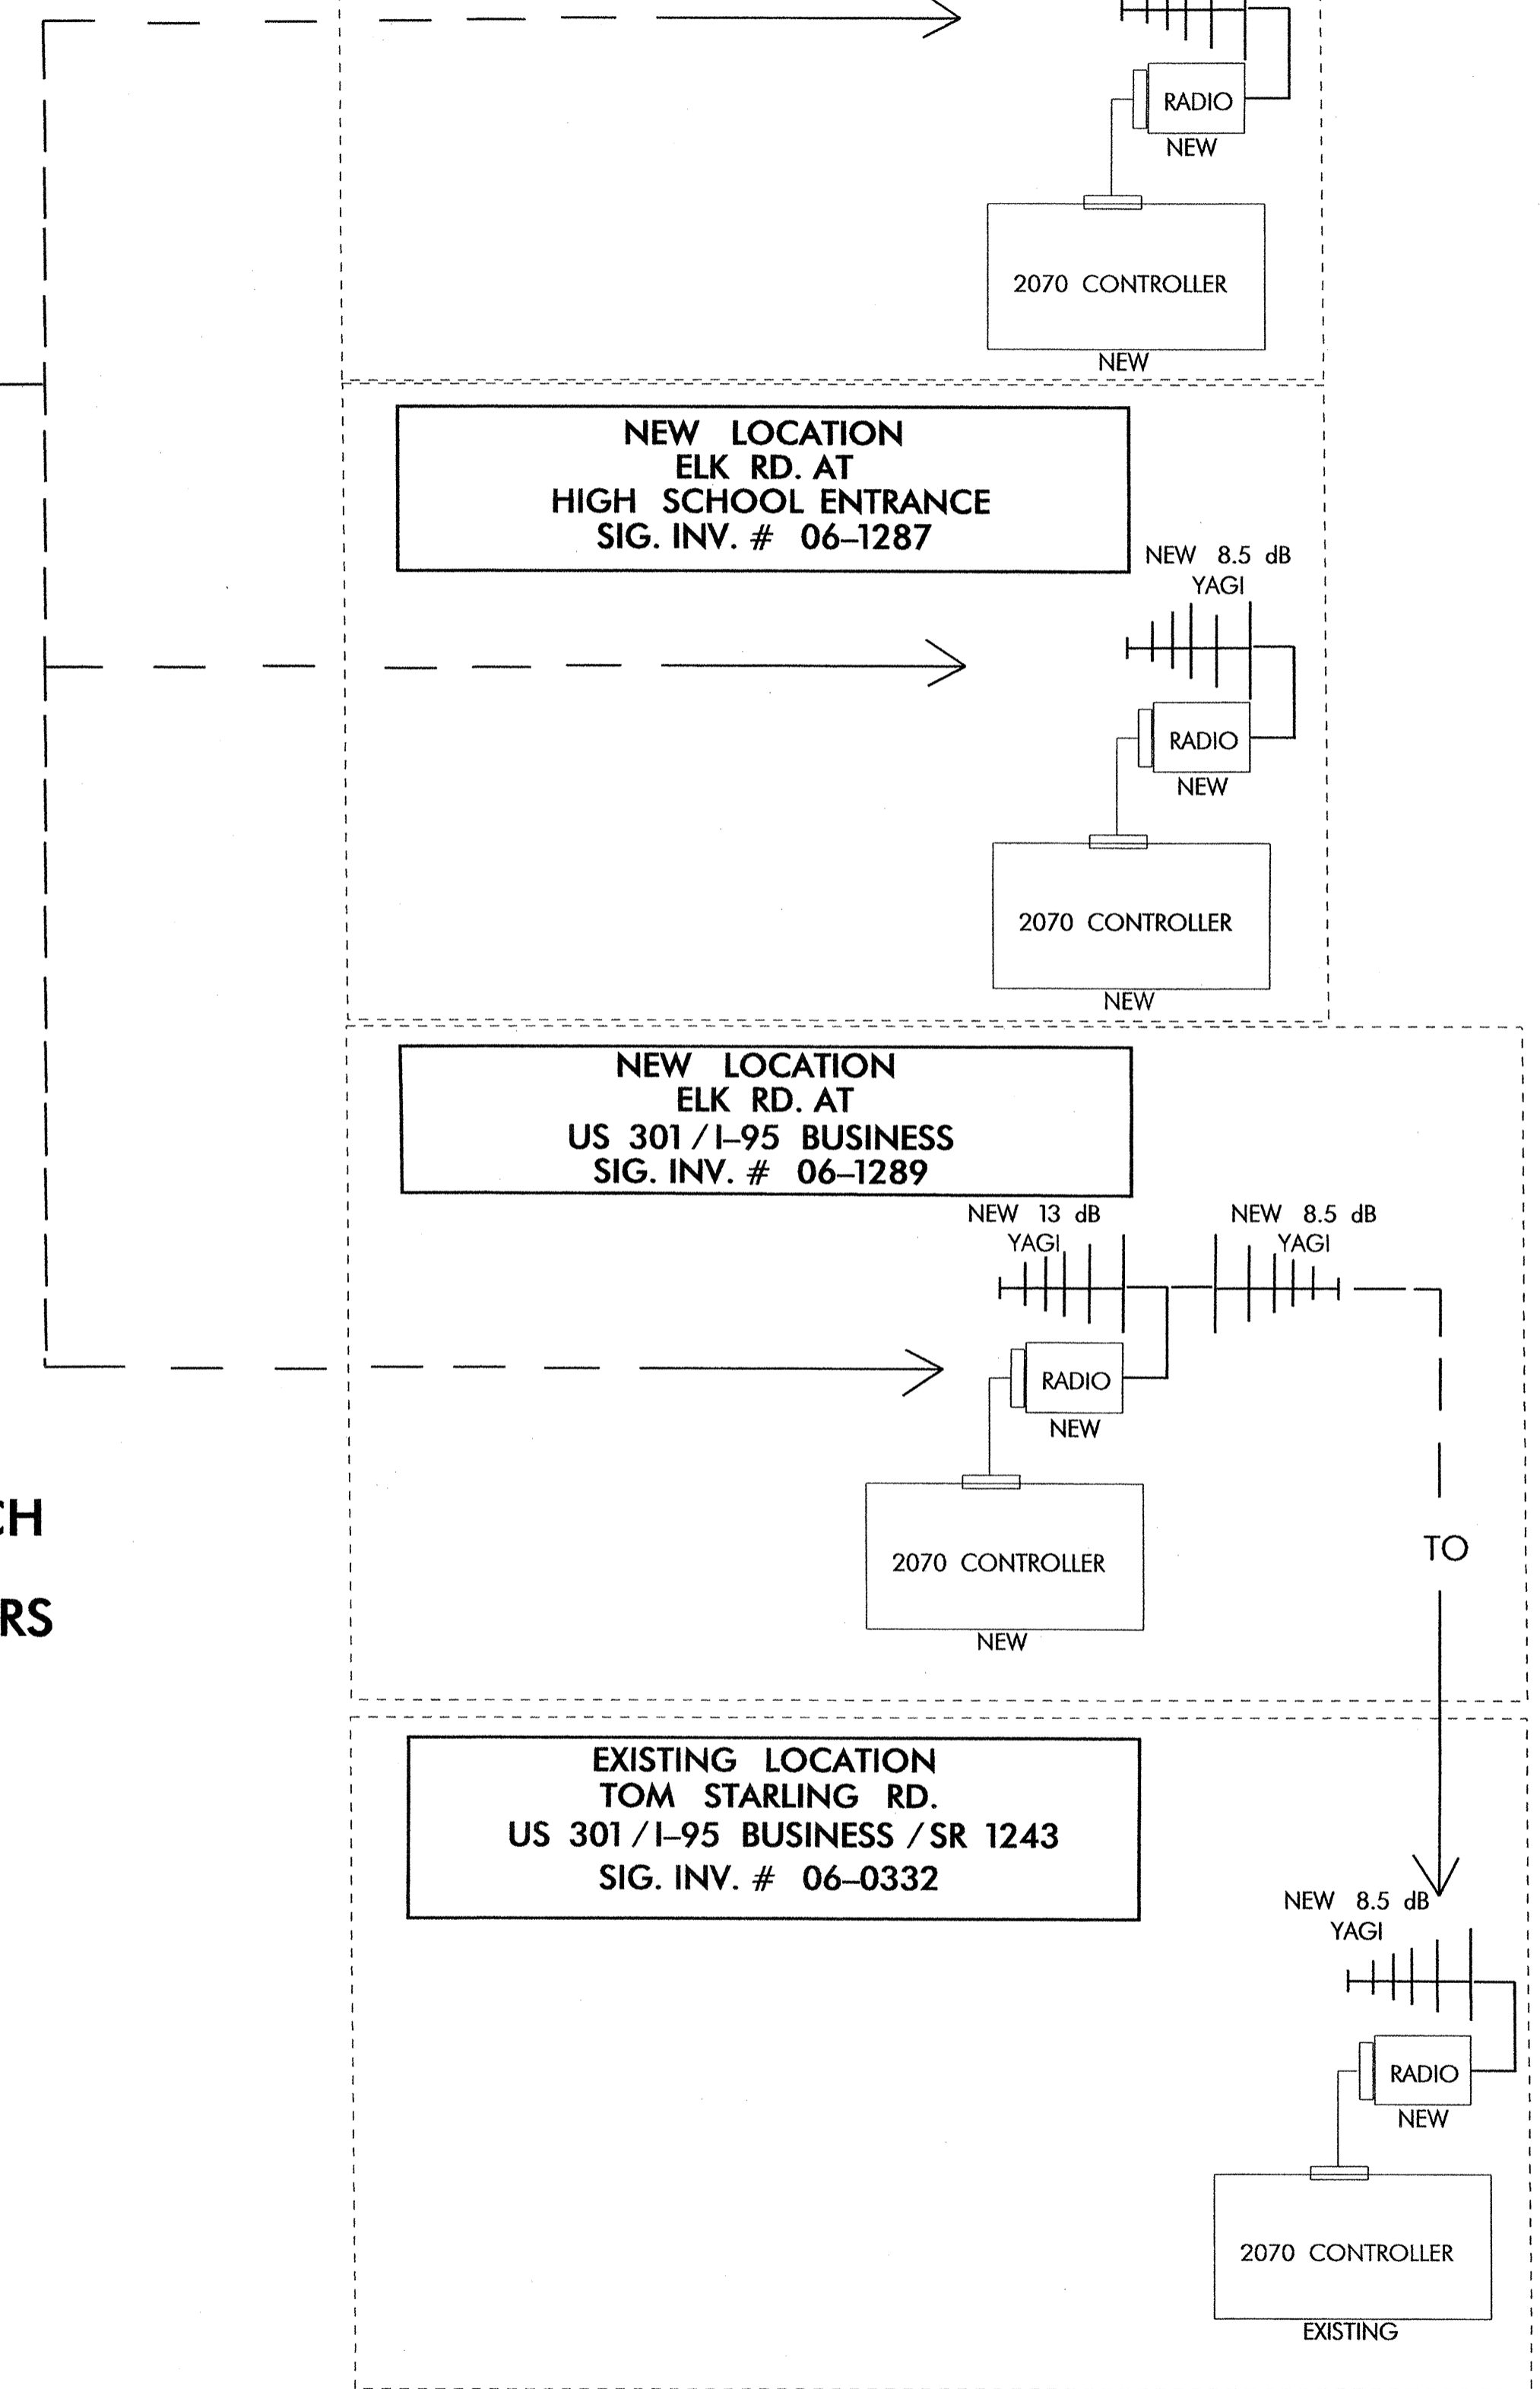 RADIO
NEW
2070 CONTROLLER
NEW
NEW LOCATION
ELK RD. AT
HIGH SCHOOL ENTRANCE
SIG. INV. # 06-1287
NEW 8.5 dB
YAGI
RADIO
NEW
2070 CONTROLLER
NEW
NEW LOCATION
ELK RD. AT
US 301/I-95 BUSINESS
SIG. INV. # 06-1289
NEW 13 dB
YAGI
NEW 8.5 dB
YAGI
RADIO
NEW
CH
TO
2070 CONTROLLER
RS
NEW
EXISTING LOCATION
TOM STARLING RD.
US 301/I-95 BUSINESS/SR 1243
SIG. INV. # 06-0332
NEW 8.5 dB
YAGI
RADIO
NEW
2070 CONTROLLER
EXISTING